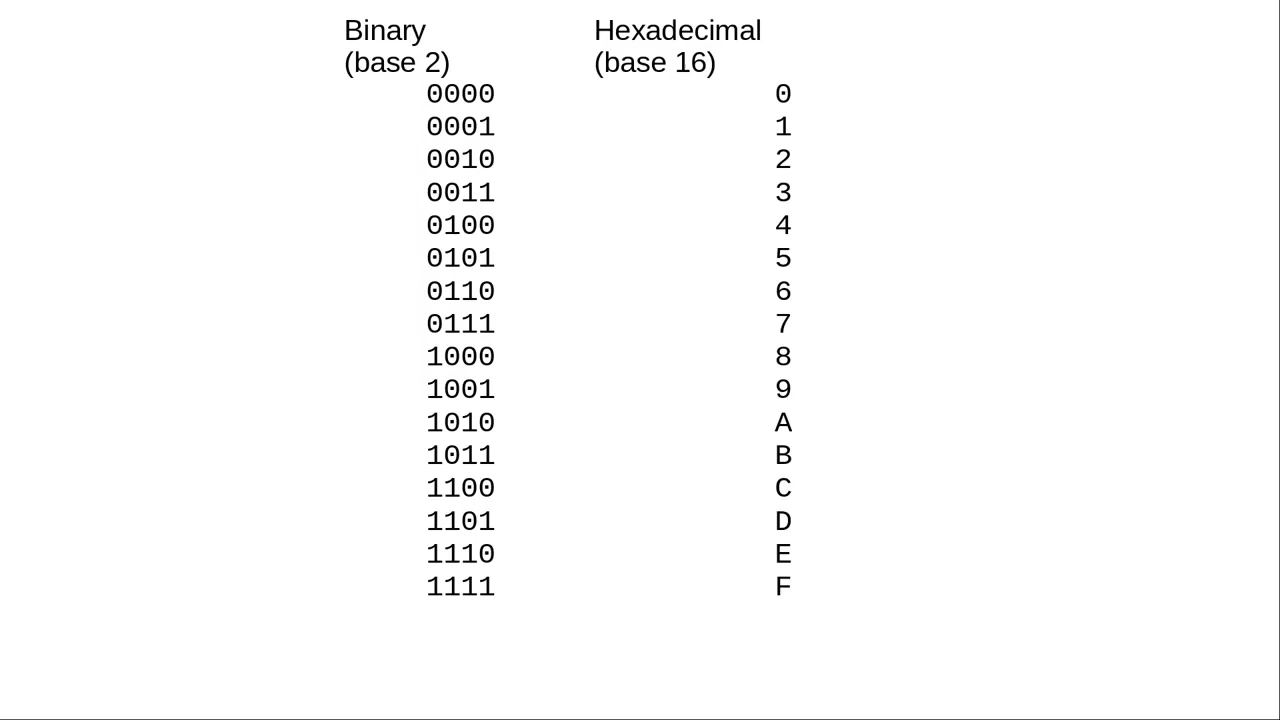 Binary Hexadecimal
(base 2) (base 16)
0000 0
0001 1
0010 2
0011 3
0100 4
0101 5
0110 6
0111 7
1000 8
1001 9
1010 A
1011 B
1100 C
1101 D
1110 E
1111 F